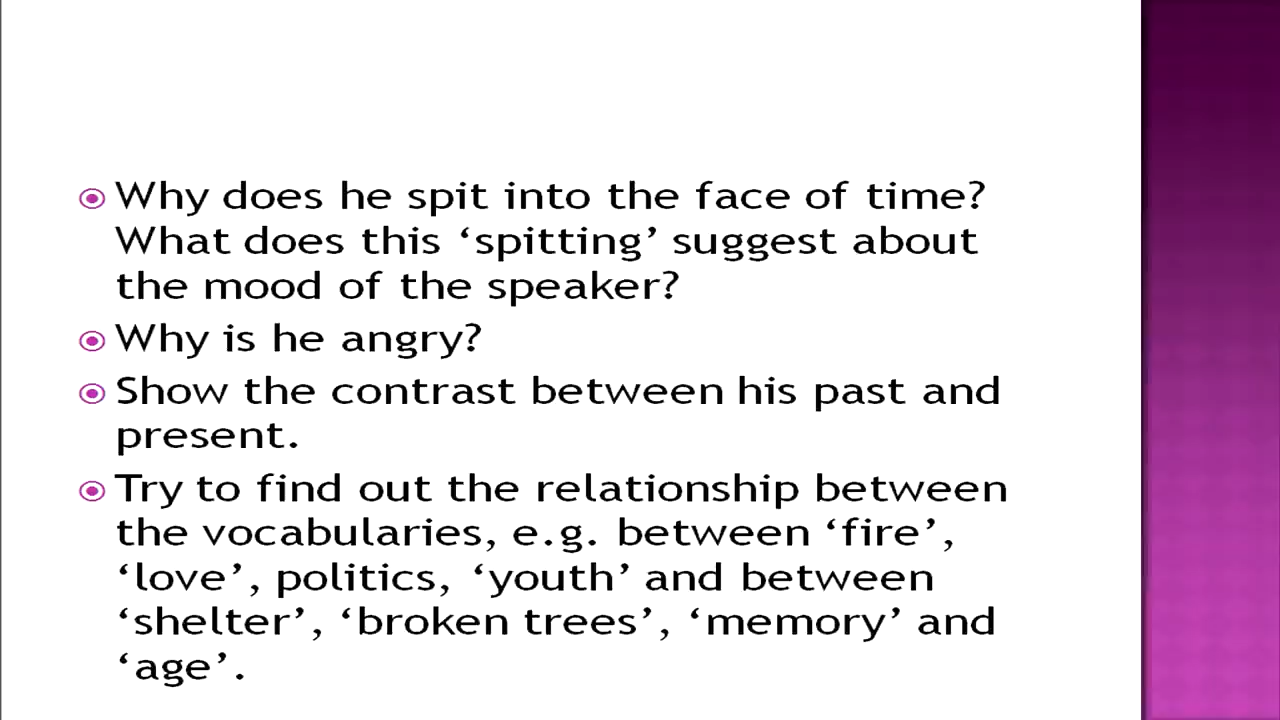 Why does he spit into the face of time?
What does this ‘spitting’ suggest about
the mood of the speaker?
Why is he angry?
Show the contrast between his past and
present.
Try to find out the relationship between
the vocabularies, e.g. between ‘fire’,
‘love’, politics, ‘youth’ and between
‘shelter’, ‘broken trees’, ‘memory’ and
‘age’.